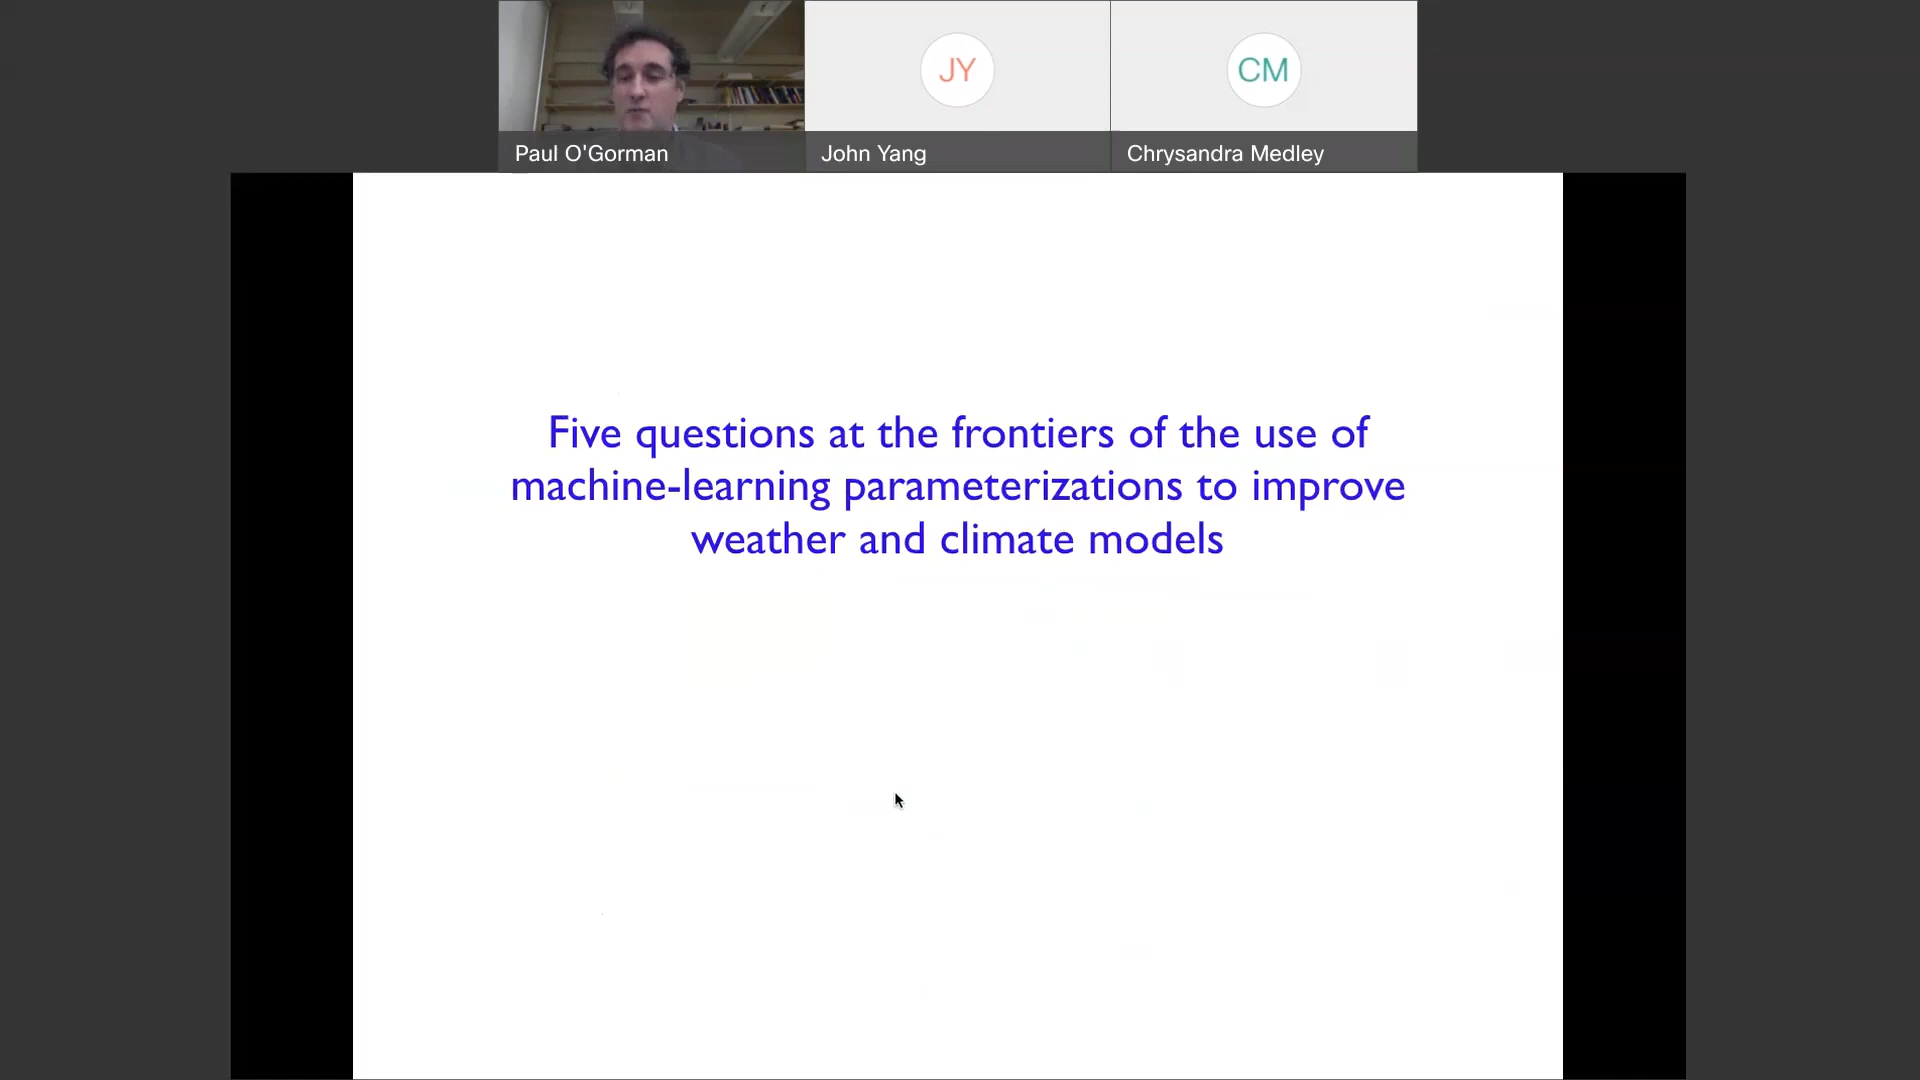 JY
CM
Paul O'Gorman
John Yang
Chrysandra Medley
Five questions at the frontiers of the use of
machine-learning parameterizations to improve
weather and climate models